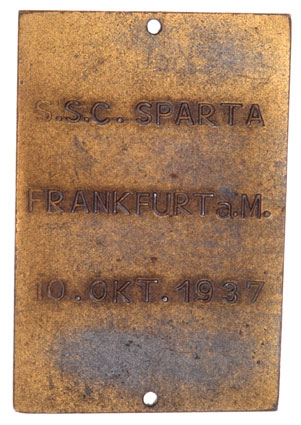 S.S.C. SPARTA
FRANKFURT a.M.
10. OKT. 1937